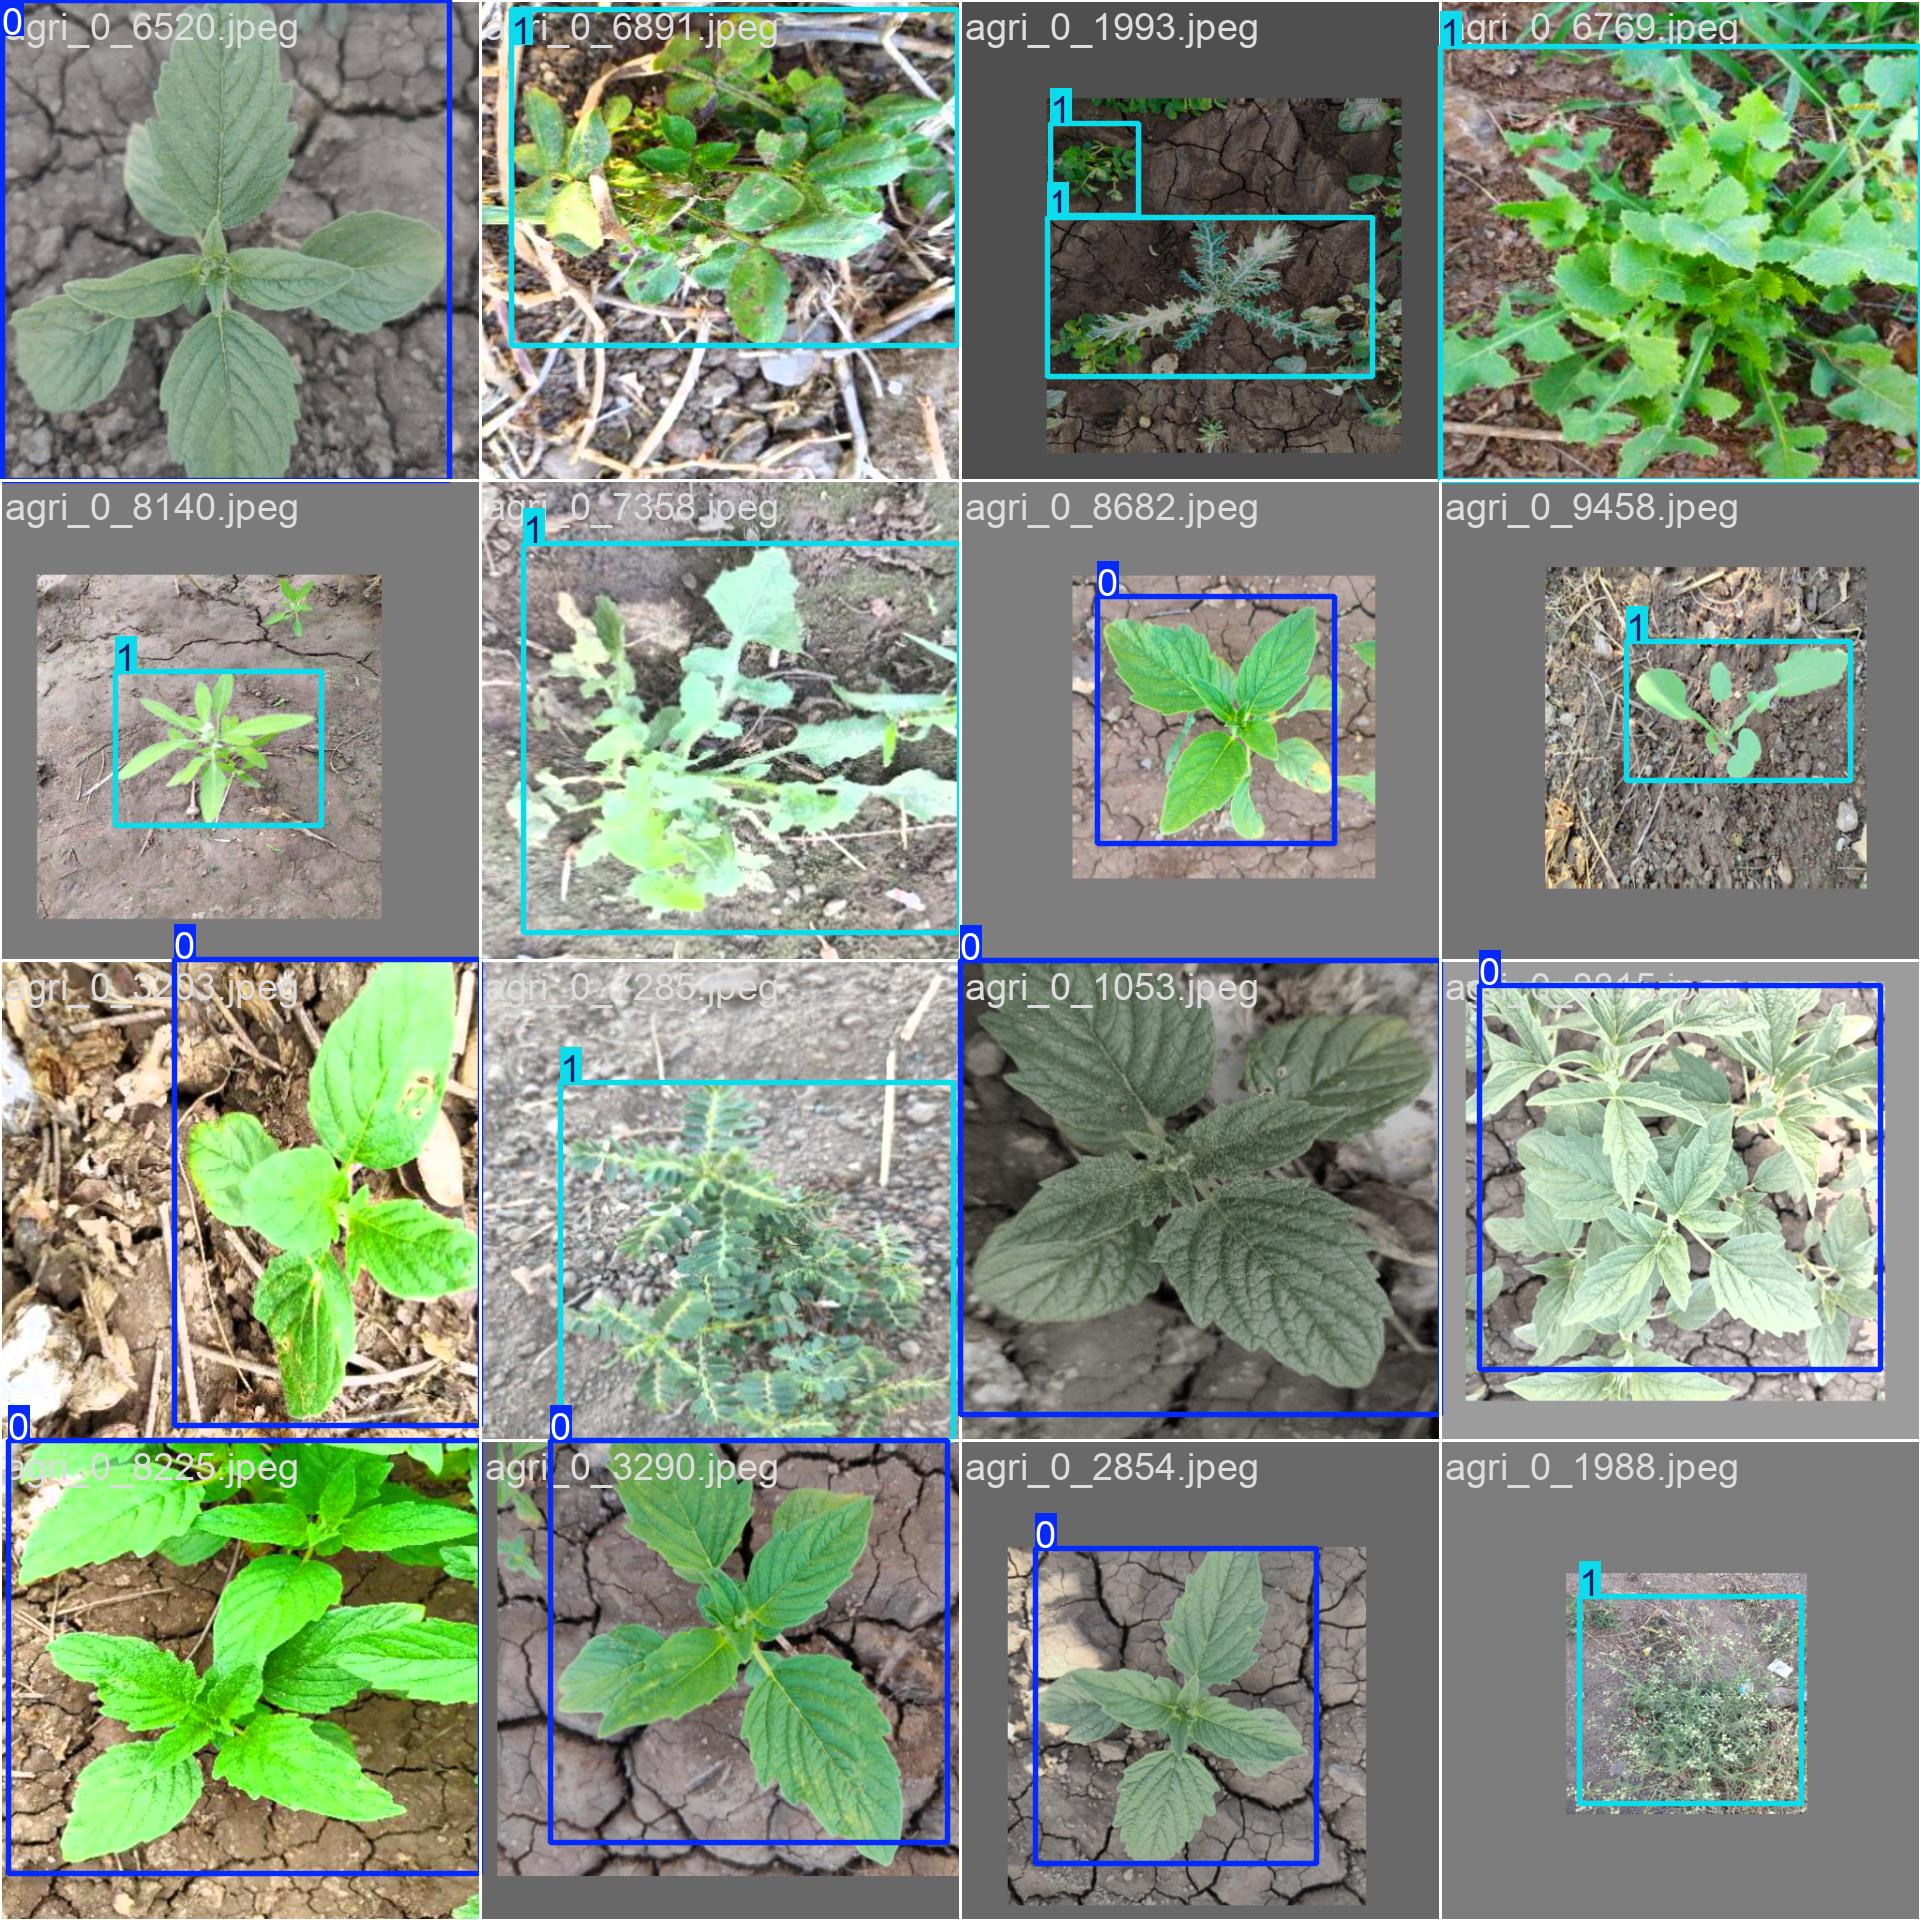 0
agri_0_6520.jpeg
1
ri_0_6891.jpeg
agri_0_1993.jpeg
1
1
1
agri_0_6769.jpeg
agri_0_8140.jpeg
1
agri_0_7358.jpeg
1
agri_0_8682.jpeg
0
agri_0_9458.jpeg
1
0
agri_0_3203.jpeg
1
0
agri_0_1053.jpeg
0
0
agri_0_8225.jpeg
0
agri_0_3290.jpeg
agri_0_2854.jpeg
0
agri_0_1988.jpeg
1